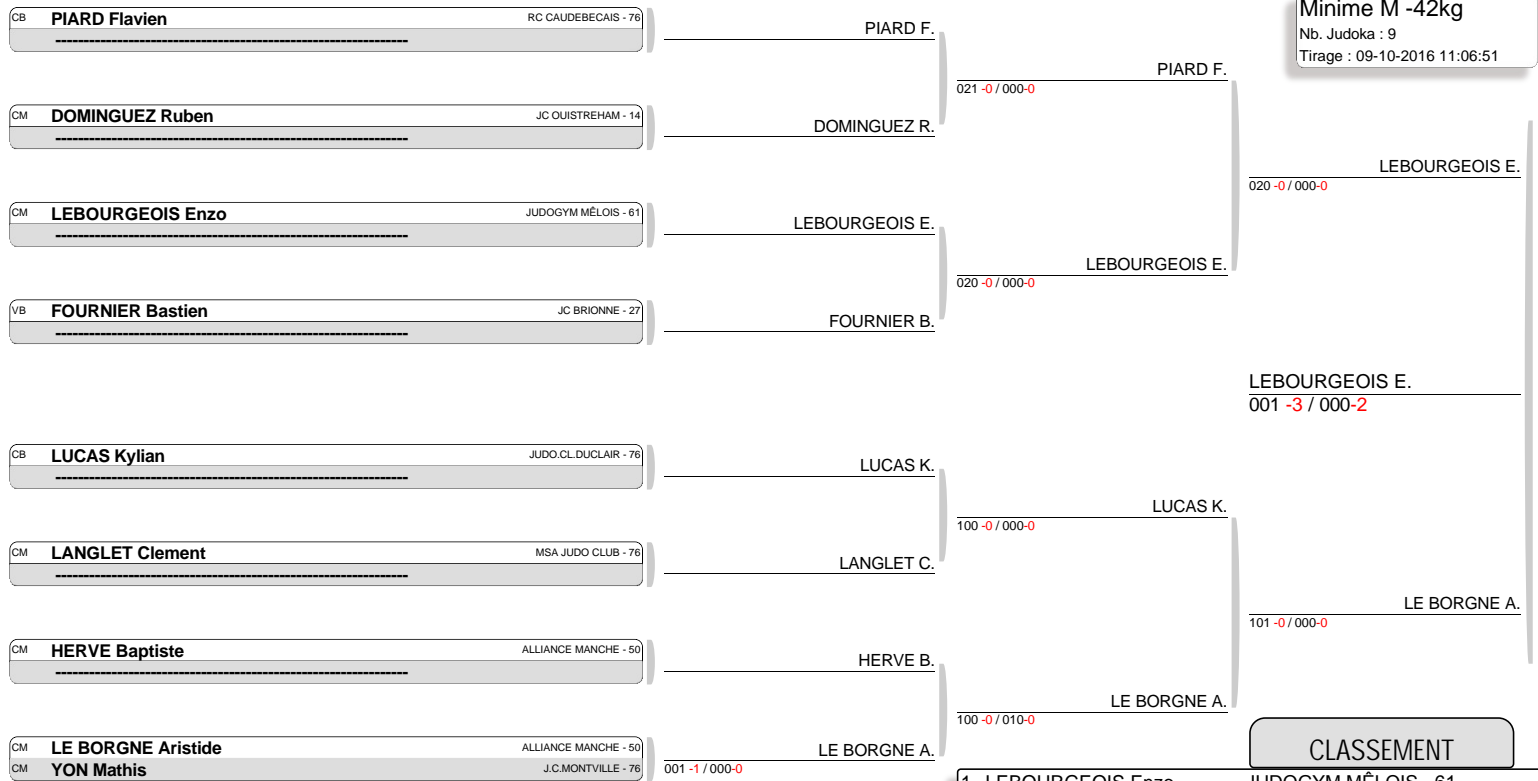 Minime M -42kg
Nb. Judoka : 9
Tirage : 09-10-2016 11:06:51
CB PIARD Flavien RC CAUDEBECAIS - 76
----------------------------------------------------------------
CM DOMINGUEZ Ruben JC OUISTREHAM - 14
----------------------------------------------------------------
CM LEBOURGEOIS Enzo JUDOGYM MÊLOIS - 61
----------------------------------------------------------------
VB FOURNIER Bastien JC BRIONNE - 27
----------------------------------------------------------------
CB LUCAS Kylian JUDO.CL.DUCLAIR - 76
----------------------------------------------------------------
CM LANGLET Clement MSA JUDO CLUB - 76
----------------------------------------------------------------
CM HERVE Baptiste ALLIANCE MANCHE - 50
----------------------------------------------------------------
CM LE BORGNE Aristide ALLIANCE MANCHE - 50
CM YON Mathis J.C.MONTVILLE - 76
PIARD F.
DOMINGUEZ R.
LEBOURGEOIS E.
FOURNIER B.
LUCAS K.
LANGLET C.
HERVE B.
LE BORGNE A.
001 -1 / 000-0
PIARD F.
021 -0 / 000-0
LEBOURGEOIS E.
020 -0 / 000-0
LUCAS K.
100 -0 / 000-0
LE BORGNE A.
100 -0 / 010-0
LEBOURGEOIS E.
020 -0 / 000-0
LEBOURGEOIS E.
001 -3 / 000-2
LE BORGNE A.
101 -0 / 000-0
CLASSEMENT
1 LEBOURGEOIS Enzo JUDOGYM MÊLOIS - 61